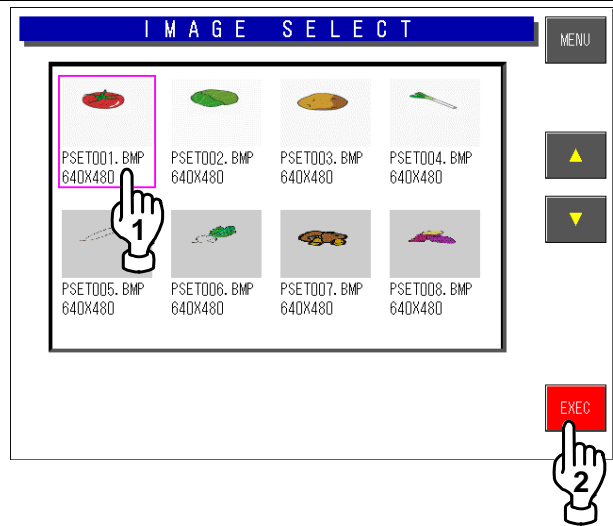 IMAGE SELECT
MENU
▲
PSET001.BMP PSET002.BMP PSET003.BMP PSET004.BMP
640X480 640X480 640X480 640X480
1
▼
PSET005.BMP PSET006.BMP PSET007.BMP PSET008.BMP
640X480 640X480 640X480 640X480
EXEC
2